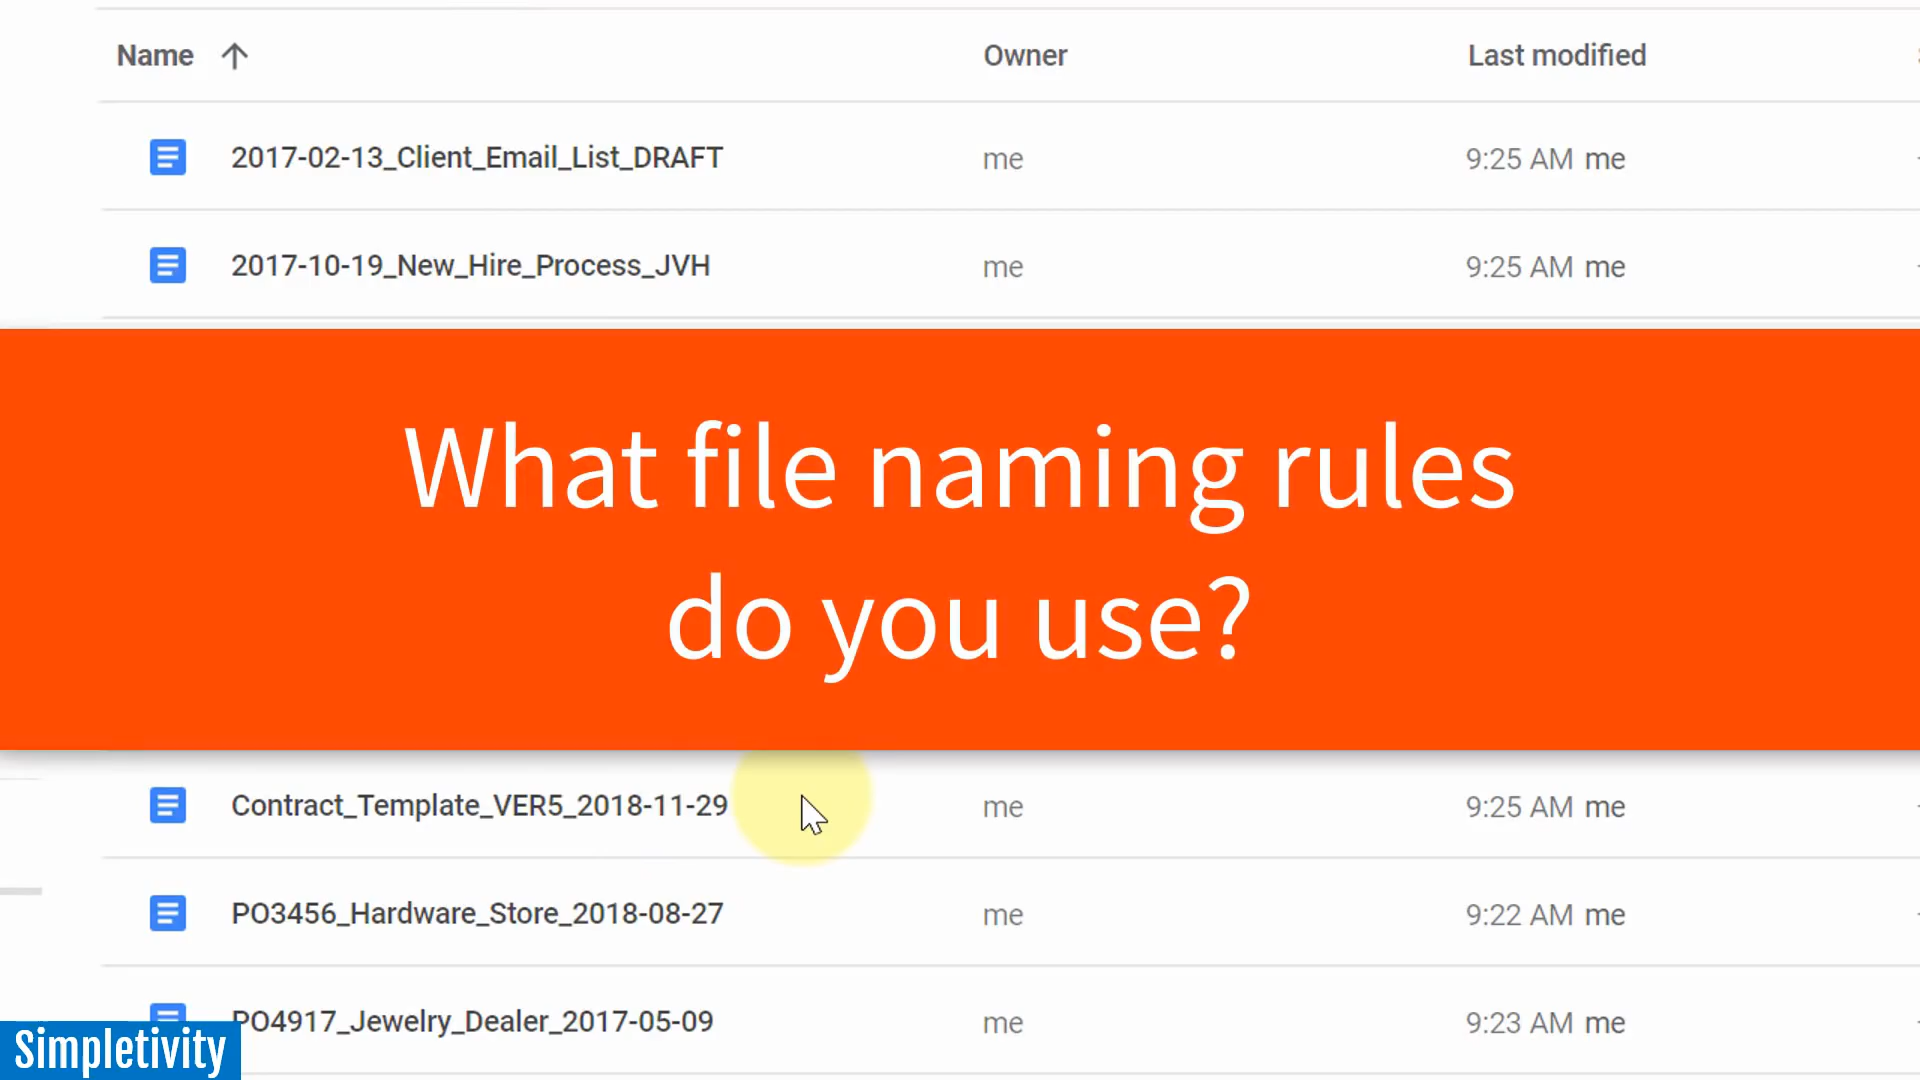 Name Owner Last modified
2017-02-13_Client_Email_List_DRAFT me 9:25 AM me
2017-10-19_New_Hire_Process_JVH me 9:25 AM me
What file naming rules
do you use?
Contract_Template_VER5_2018-11-29 me 9:25 AM me
PO3456_Hardware_Store_2018-08-27 me 9:22 AM me
PO4917_Jewelry_Dealer_2017-05-09 me 9:23 AM me
Simpletivity